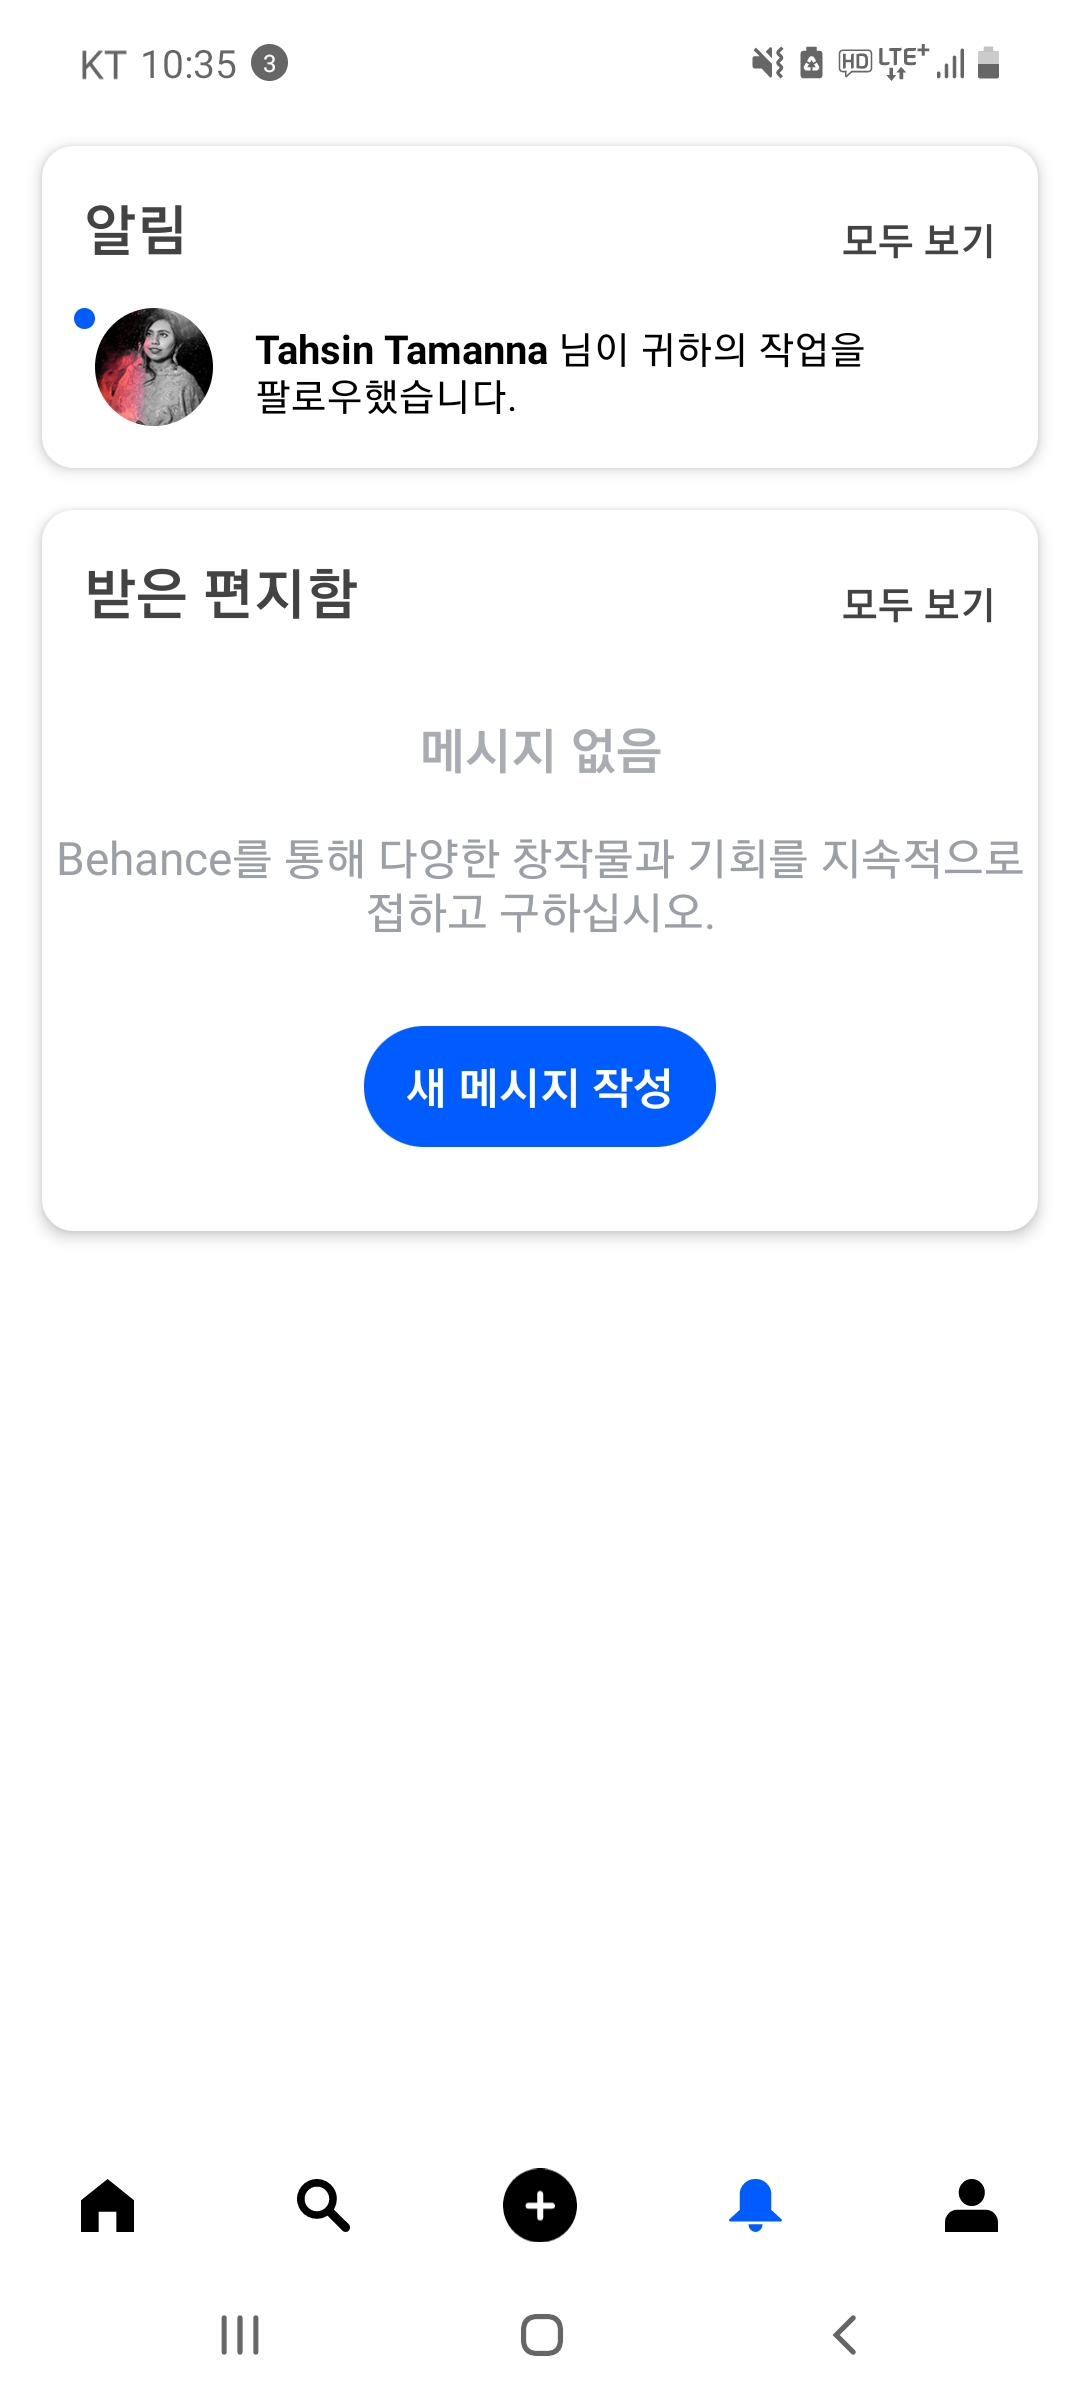 KT 10:35 3 HD LTE+
알림
모두 보기
Tahsin Tamanna 님이 귀하의 작업을
팔로우했습니다.
받은 편지함
모두 보기
메시지 없음
Behance를 통해 다양한 창작물과 기회를 지속적으로
접하고 구하십시오.
새 메시지 작성